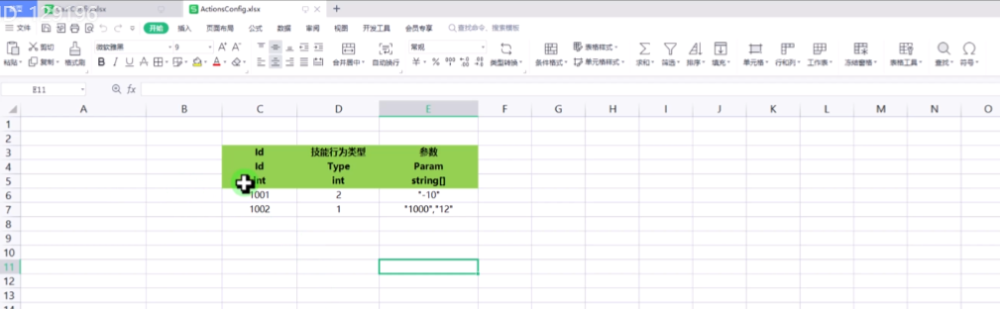 ActionsConfig.xlsx
文件 开始 插入 页面布局 公式 数据 审阅 视图 开发工具 会员专享 查找命令、搜索模板
粘贴 剪切 复制 格式刷 微软雅黑 9 合并居中 自动换行 常规 类型转换 条件格式 表格样式 单元格样式 求和 筛选 排序 填充 单元格 行和列 工作表 冻结窗格 表格工具 查找 符号
E11 fx
A B C D E F G H I J K L M N O
1
2
3 Id 技能行为类型 参数
4 Id Type Param
5 int int string[]
6 1001 2 "-10"
7 1002 1 "1000","12"
8
9
10
11
12
13